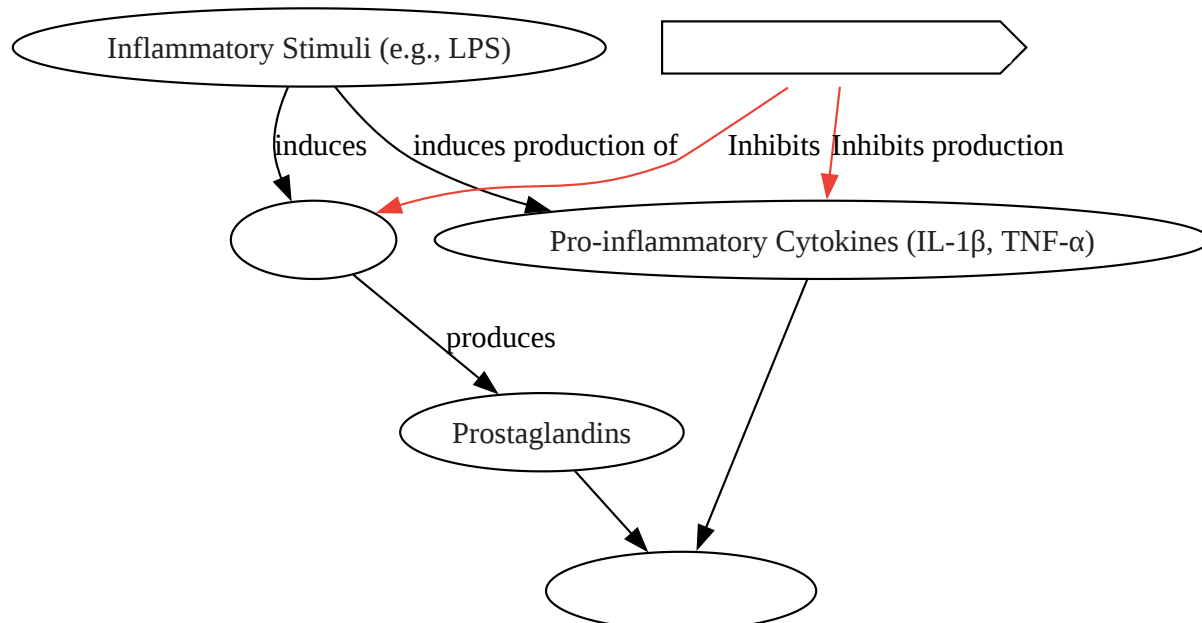 Inflammatory Stimuli (e.g., LPS)
induces
induces production of
Inhibits
Inhibits production
Pro-inflammatory Cytokines (IL-1β, TNF-α)
produces
Prostaglandins